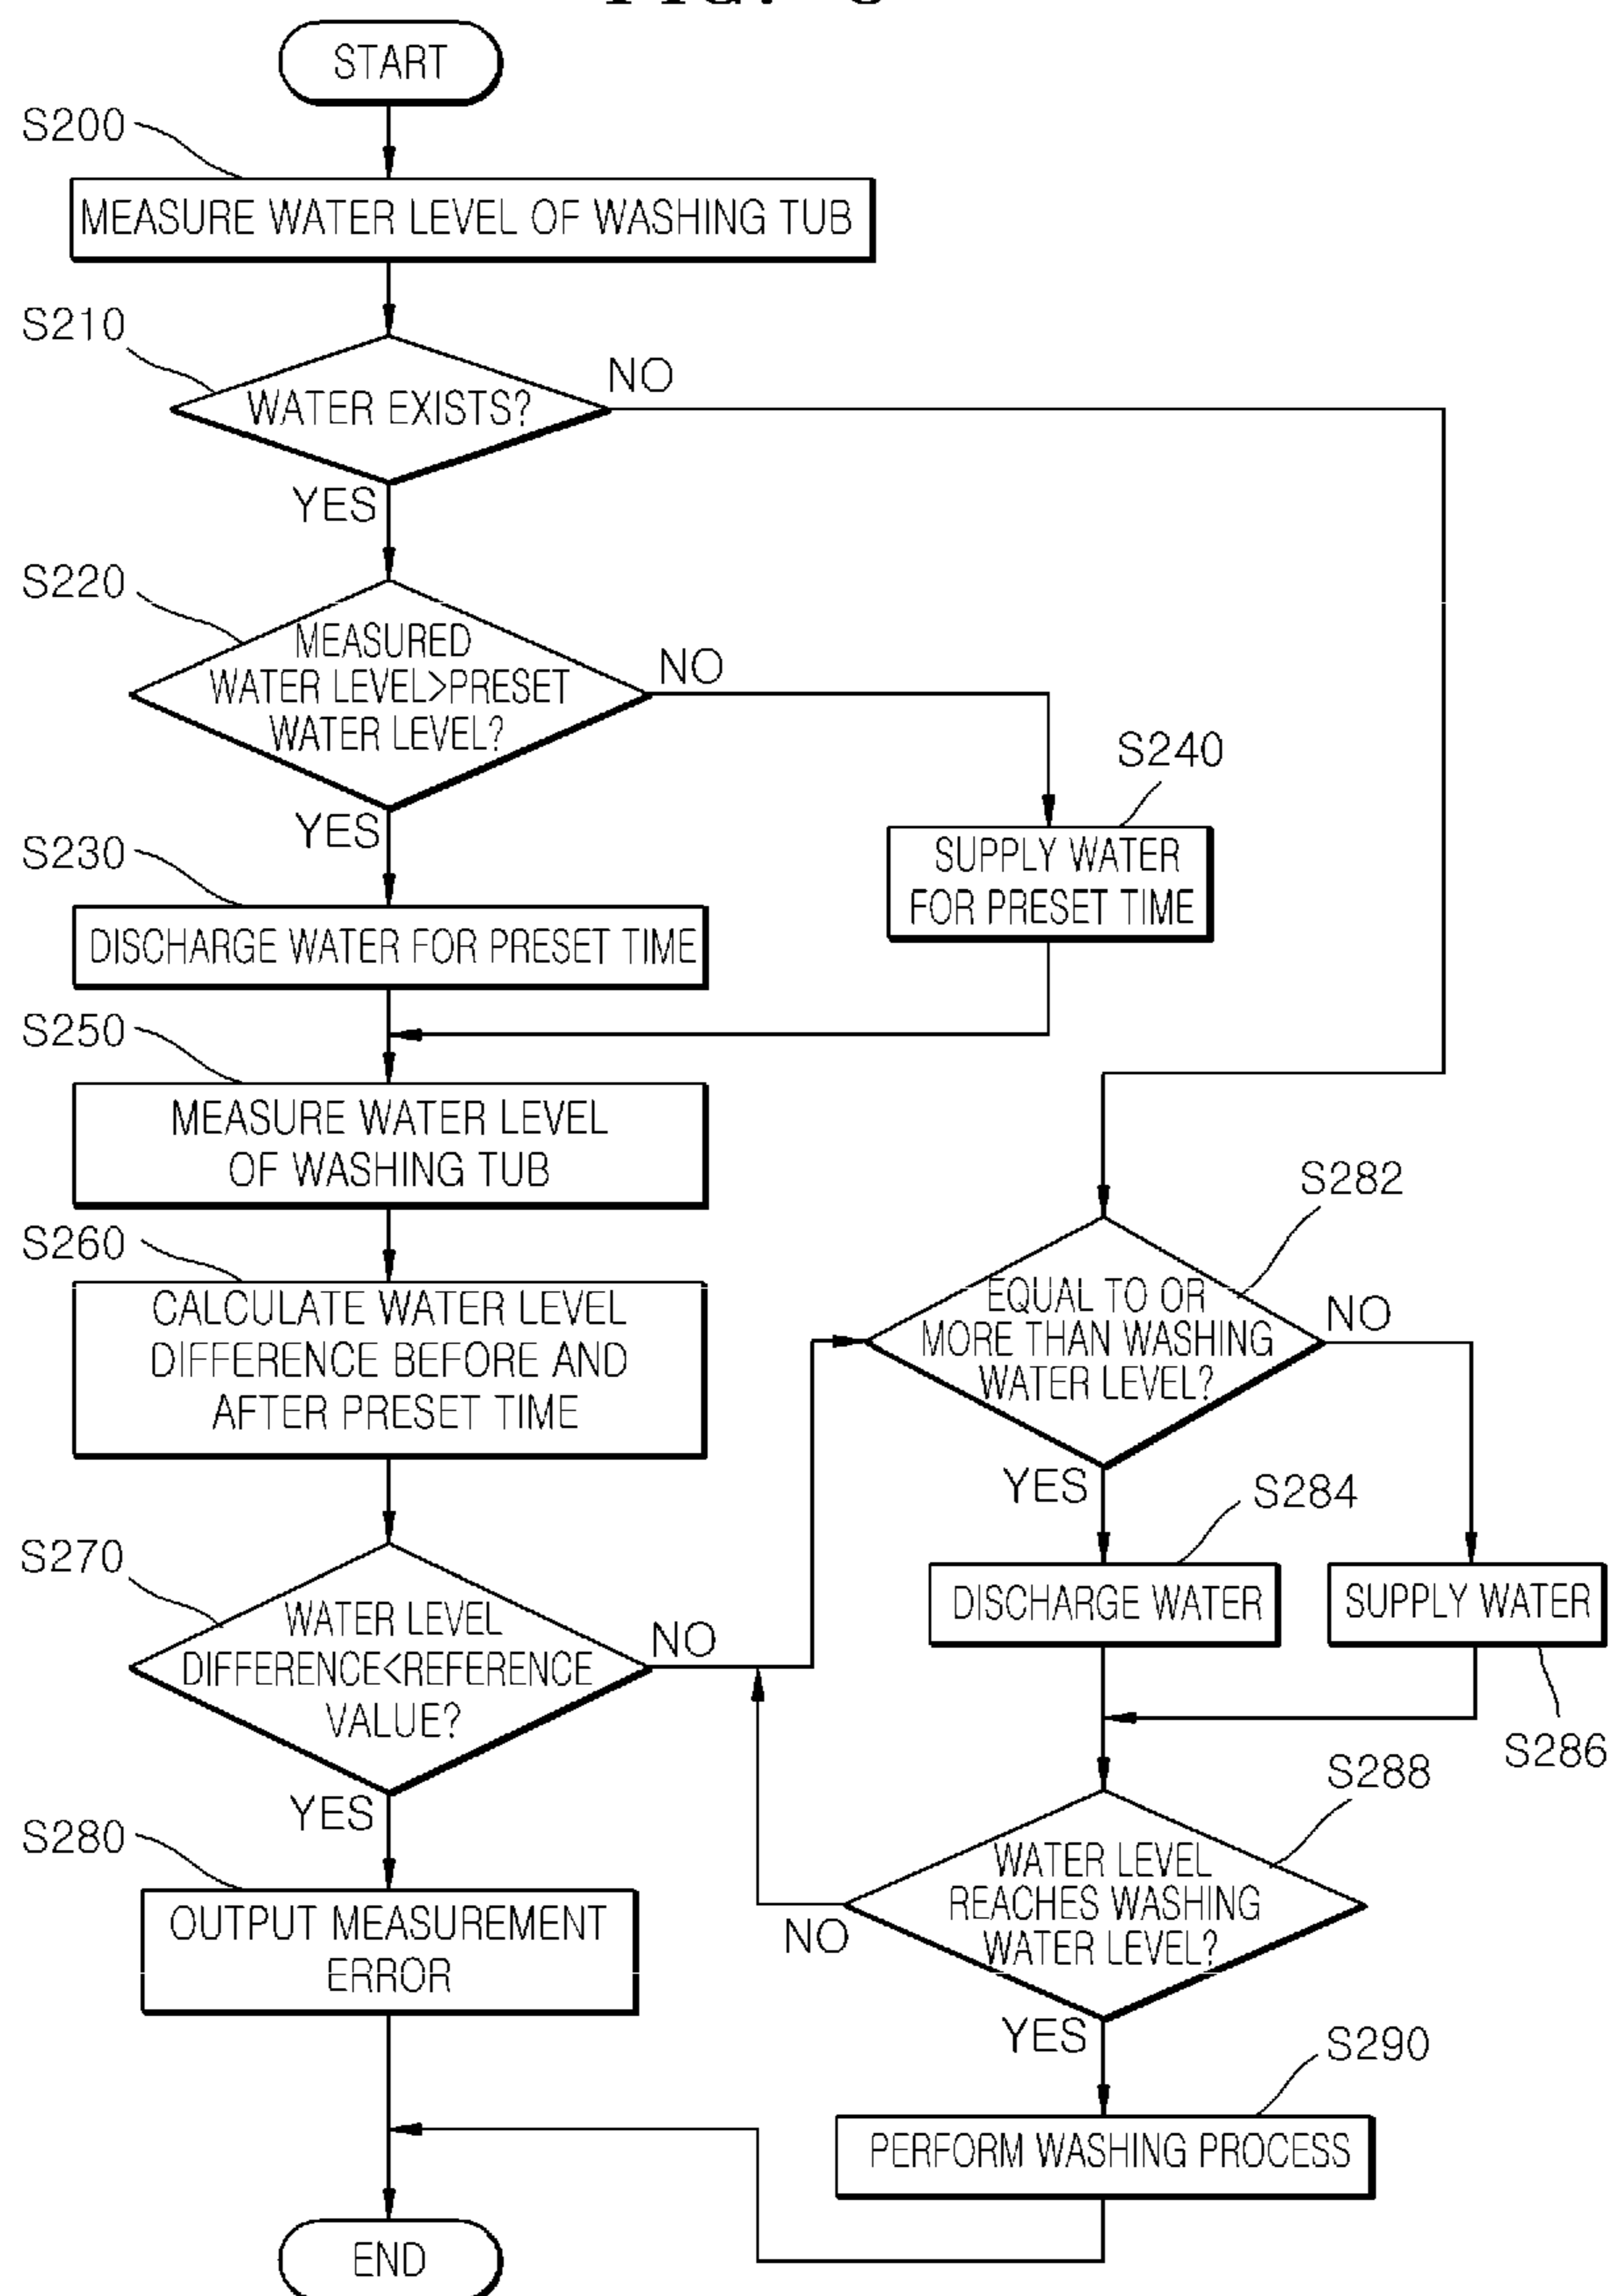 START
S200
MEASURE WATER LEVEL OF WASHING TUB
S210
WATER EXISTS?
NO
YES
S220
MEASURED
WATER LEVEL>PRESET
WATER LEVEL?
NO
YES
S240
SUPPLY WATER
FOR PRESET TIME
S230
DISCHARGE WATER FOR PRESET TIME
S250
MEASURE WATER LEVEL
OF WASHING TUB
S260
CALCULATE WATER LEVEL
DIFFERENCE BEFORE AND
AFTER PRESET TIME
S282
EQUAL TO OR
MORE THAN WASHING
WATER LEVEL?
NO
YES
S284
DISCHARGE WATER
SUPPLY WATER
S286
S270
WATER LEVEL
DIFFERENCE<REFERENCE
VALUE?
NO
YES
S288
WATER LEVEL
REACHES WASHING
WATER LEVEL?
NO
YES
S280
OUTPUT MEASUREMENT
ERROR
S290
PERFORM WASHING PROCESS
END